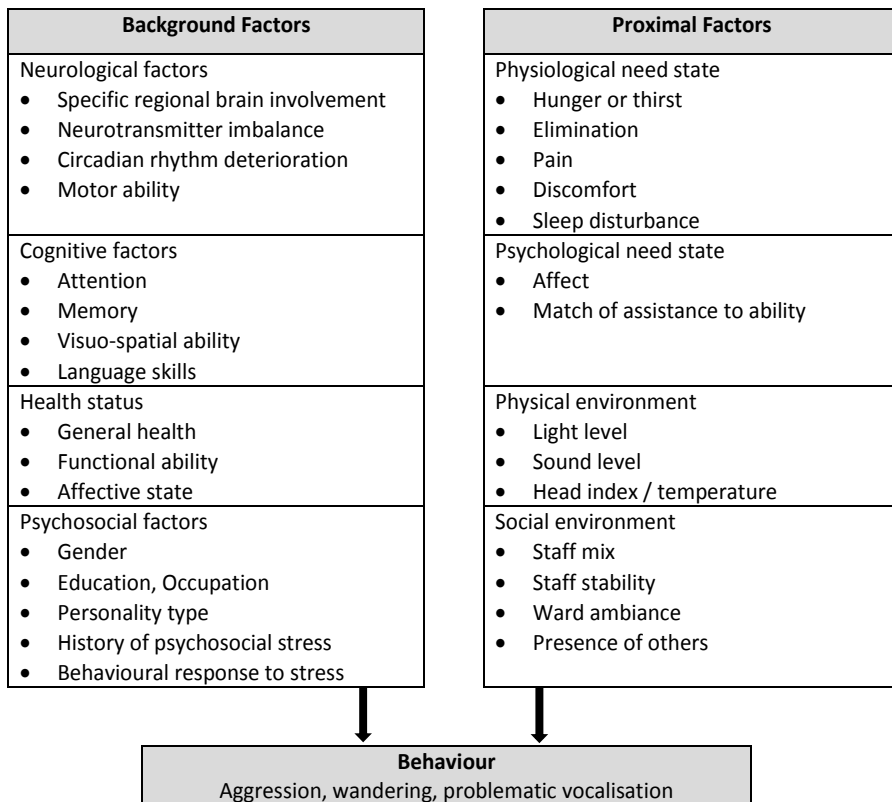 Background Factors
Neurological factors
• Specific regional brain involvement
• Neurotransmitter imbalance
• Circadian rhythm deterioration
• Motor ability
Cognitive factors
• Attention
• Memory
• Visuo-spatial ability
• Language skills
Health status
• General health
• Functional ability
• Affective state
Psychosocial factors
• Gender
• Education, Occupation
• Personality type
• History of psychosocial stress
• Behavioural response to stress
Proximal Factors
Physiological need state
• Hunger or thirst
• Elimination
• Pain
• Discomfort
• Sleep disturbance
Psychological need state
• Affect
• Match of assistance to ability
Physical environment
• Light level
• Sound level
• Head index / temperature
Social environment
• Staff mix
• Staff stability
• Ward ambiance
• Presence of others
Behaviour
Aggression, wandering, problematic vocalisation